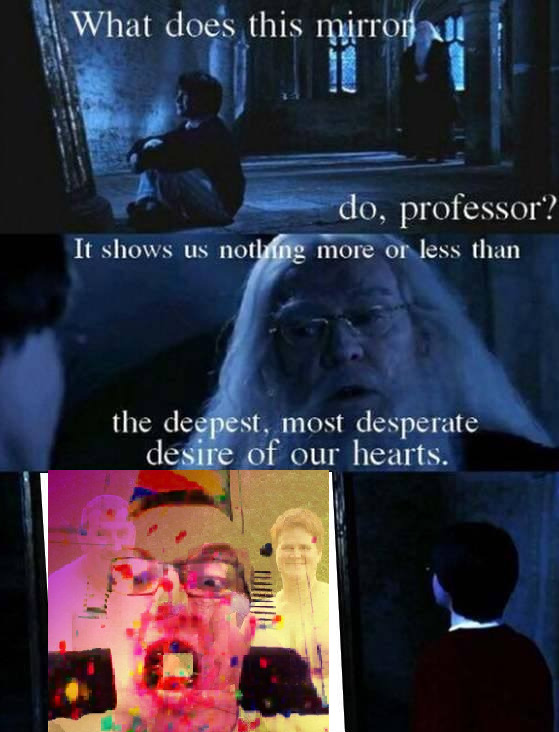 What does this mirror
do, professor?
It shows us nothing more or less than
the deepest, most desperate
desire of our hearts.